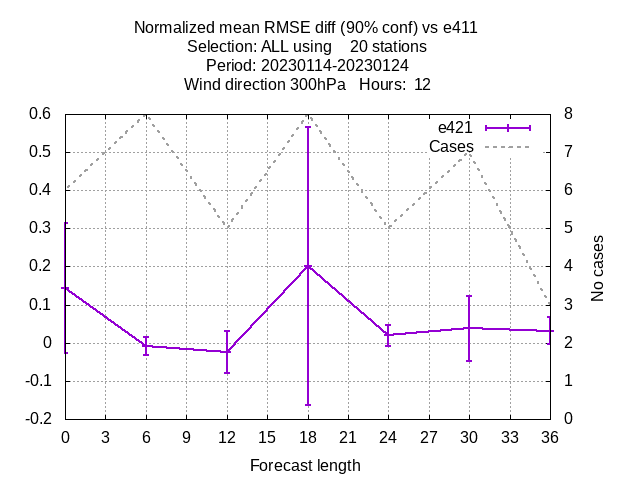 Normalized mean RMSE diff (90% conf) vs e411
Selection: ALL using    20 stations
Period: 20230114-20230124
Wind direction 300hPa   Hours:  12
0.6
0.5
0.4
0.3
0.2
0.1
0
-0.1
-0.2
e421
Cases
8
7
6
5
4
3
2
1
0
No cases
0 3 6 9 12 15 18 21 24 27 30 33 36
Forecast length